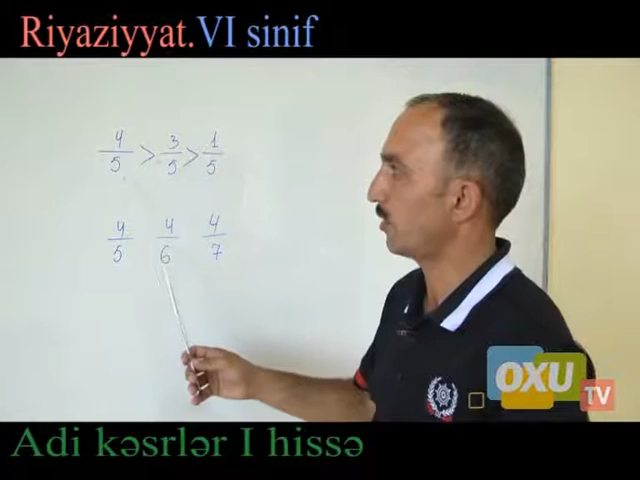 Riyaziyyat.VI sinif
4/5 > 3/5 > 1/5
4/5 4/6 4/7
OXU TV
Adi kəsrlər I hissə